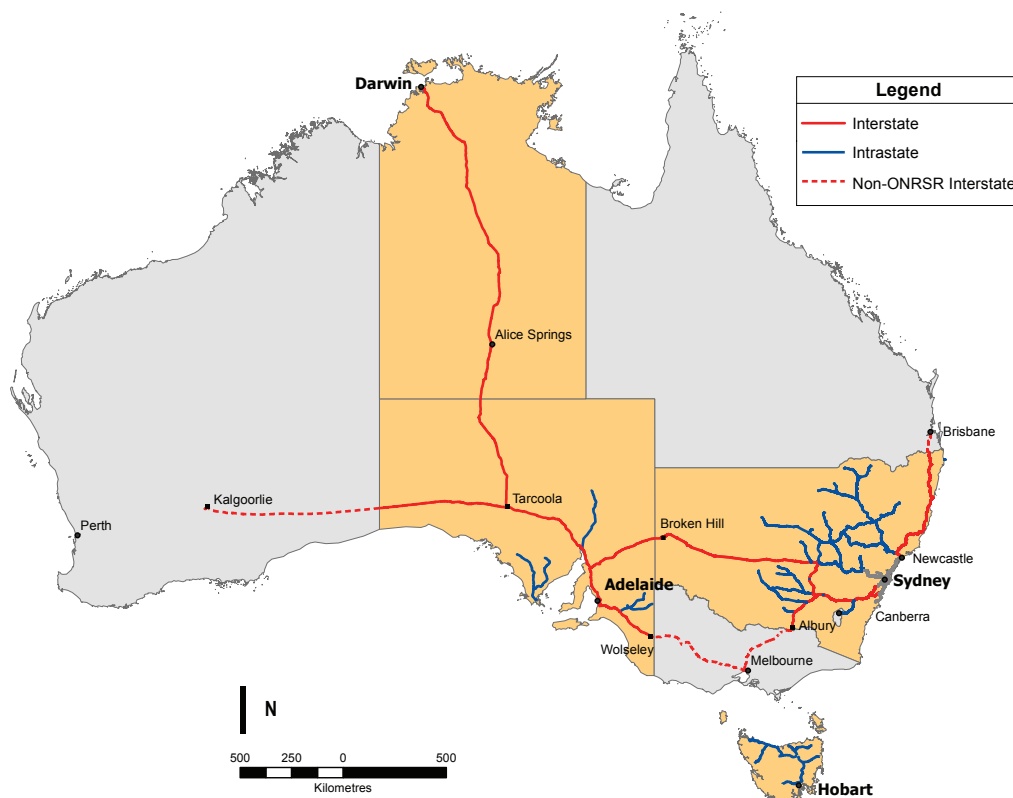 Darwin
Legend
Interstate
Intrastate
Non-ONRSR Interstate
Alice Springs
Brisbane
Kalgoorlie
Tarcoola
Perth
Broken Hill
Newcastle
Sydney
Adelaide
Canberra
Albury
Wolseley
Melbourne
N
500 250 0 500
Kilometres
Hobart